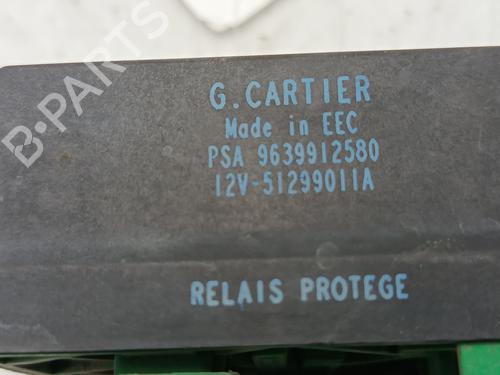 G.CARTIER
Made in EEC
PSA 9639912580
12V-51299011A
RELAIS PROTEGE
B-PARTS